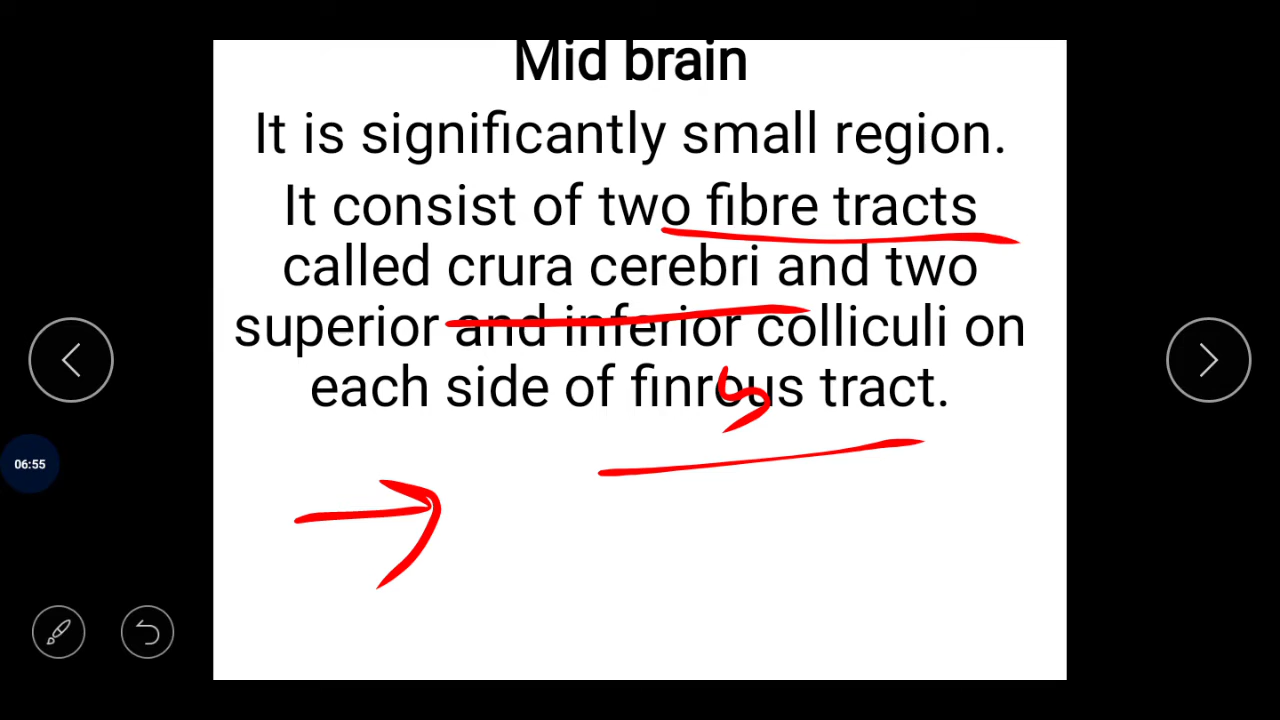 Mid brain
It is significantly small region.
It consist of two fibre tracts
called crura cerebri and two
superior and inferior colliculi on
each side of finrous tract.
06:55